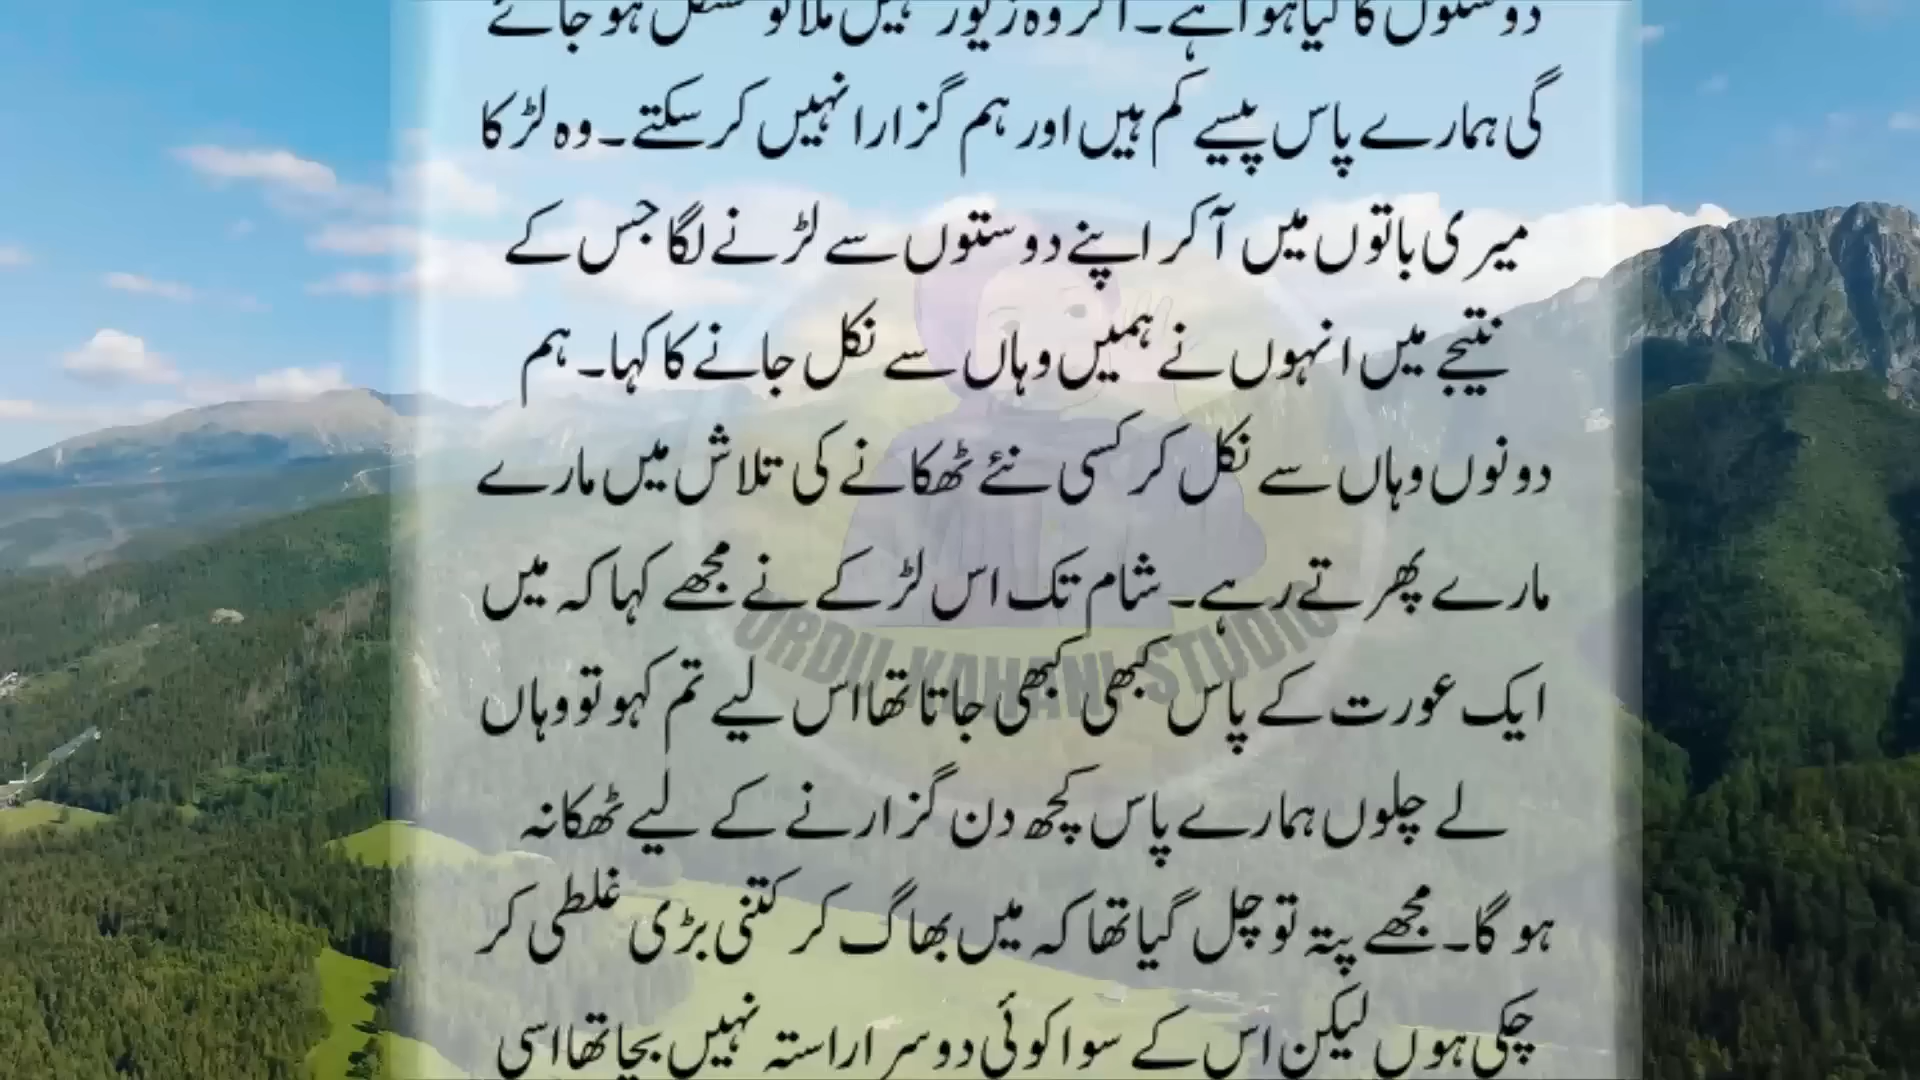 دوستوں کا کیا ہوا ہے۔ اگر وہ زیور نہیں ملا تو مشکل ہو جائے
گی ہمارے پاس پیسے کم ہیں اور ہم گزارا نہیں کر سکتے۔ وہ لڑکا
میری باتوں میں آ کر اپنے دوستوں سے لڑنے لگا جس کے
نتیجے میں انہوں نے ہمیں وہاں سے نکل جانے کا کہا۔ ہم
دونوں وہاں سے نکل کر کسی نئے ٹھکانے کی تلاش میں مارے
مارے پھرتے رہے۔ شام تک اس لڑکے نے مجھے کہا کہ میں
ایک عورت کے پاس کبھی کبھی جاتا تھا اس لیے تم کہو تو وہاں
لے چلوں ہمارے پاس کچھ دن گزارنے کے لیے ٹھکانہ
ہو گا۔ مجھے پتہ تو چل گیا تھا کہ میں بھاگ کر کتنی بڑی غلطی کر
چکی ہوں لیکن اس کے سوا کوئی دوسرا راستہ نہیں بچا تھا اسی
URDU KAHANI STUDIO